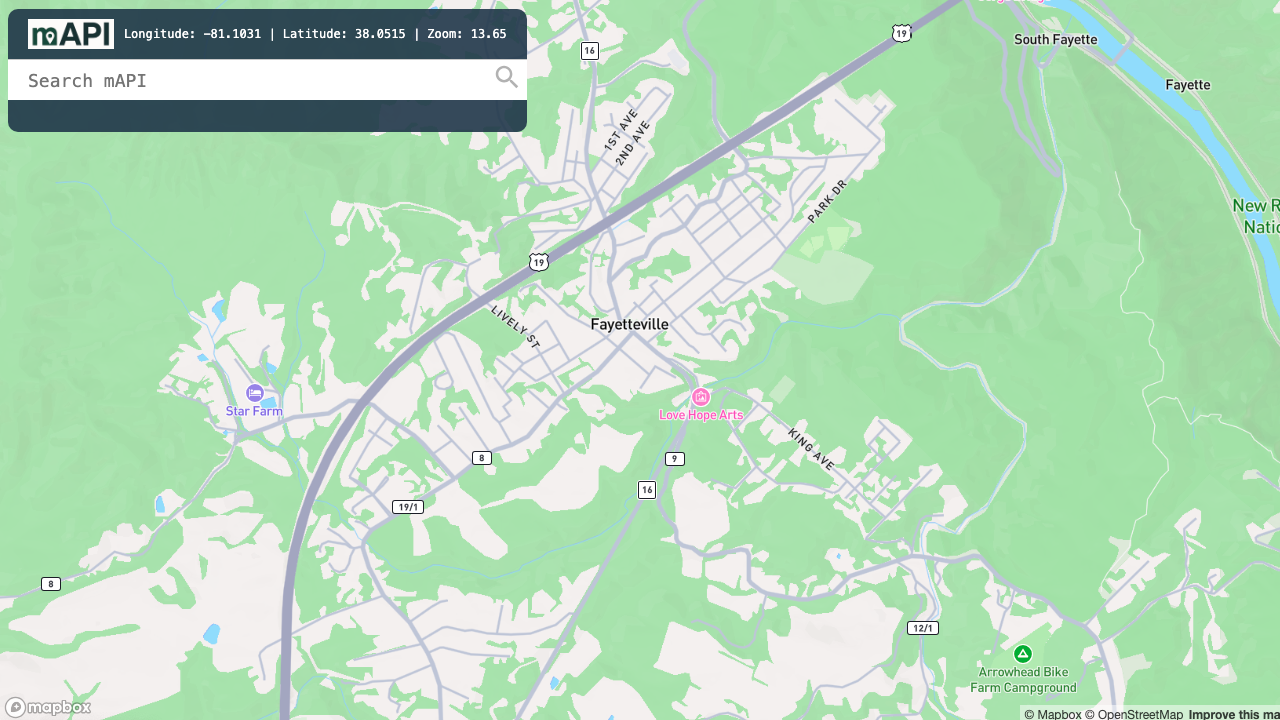 mAPI
Longitude: -81.1031 | Latitude: 38.0515 | Zoom: 13.65
Search mAPI
16
19
South Fayette
Fayette
1ST AVE
2ND AVE
PARK DR
New R
Natio
19
LIVELY ST
Fayetteville
Star Farm
Love Hope Arts
KING AVE
8
9
16
19/1
8
12/1
Arrowhead Bike
Farm Campground
mapbox
© Mapbox © OpenStreetMap Improve this ma